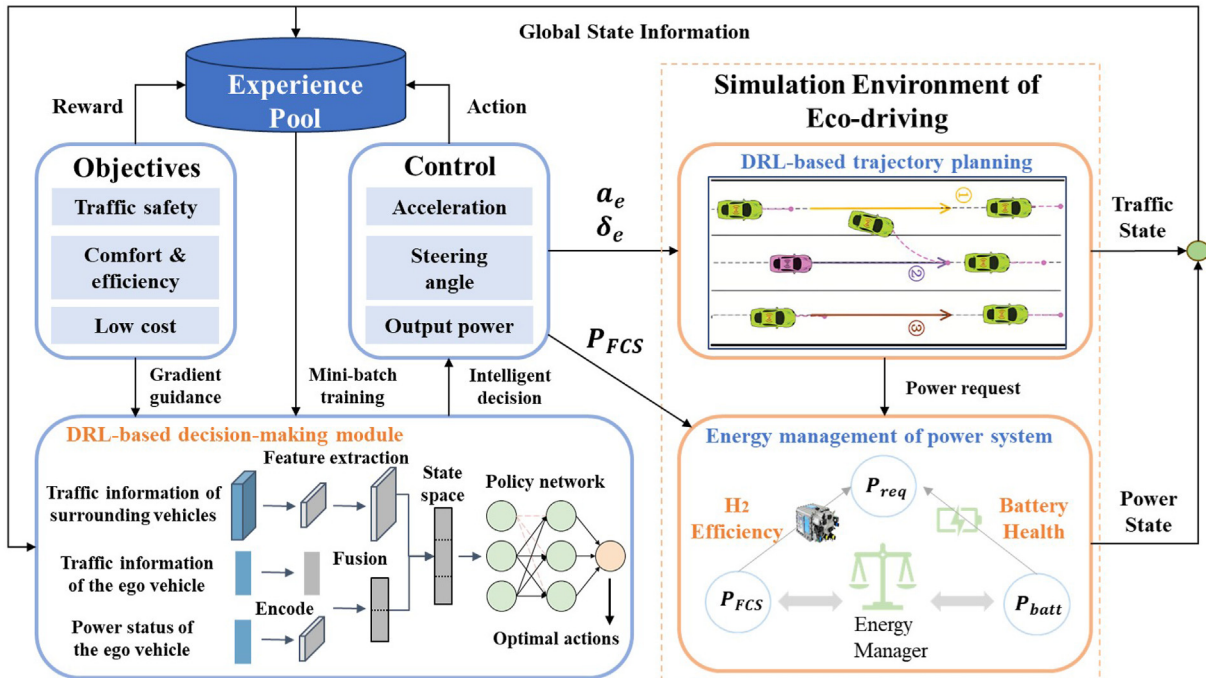 Global State Information
Experience
Pool
Reward
Action
Objectives
Traffic safety
Comfort &
efficiency
Low cost
Control
Acceleration
Steering
angle
Output power
a_e
δ_e
P_FCS
Simulation Environment of
Eco-driving
DRL-based trajectory planning
①
②
③
Traffic
State
Gradient
guidance
Mini-batch
training
Intelligent
decision
Power request
DRL-based decision-making module
Feature extraction
State
space
Policy network
Traffic information of
surrounding vehicles
Traffic information
of the ego vehicle
Fusion
Encode
Power status of
the ego vehicle
Optimal actions
Energy management of power system
P_req
H₂
Efficiency
Battery
Health
P_FCS
P_batt
Energy
Manager
Power
State